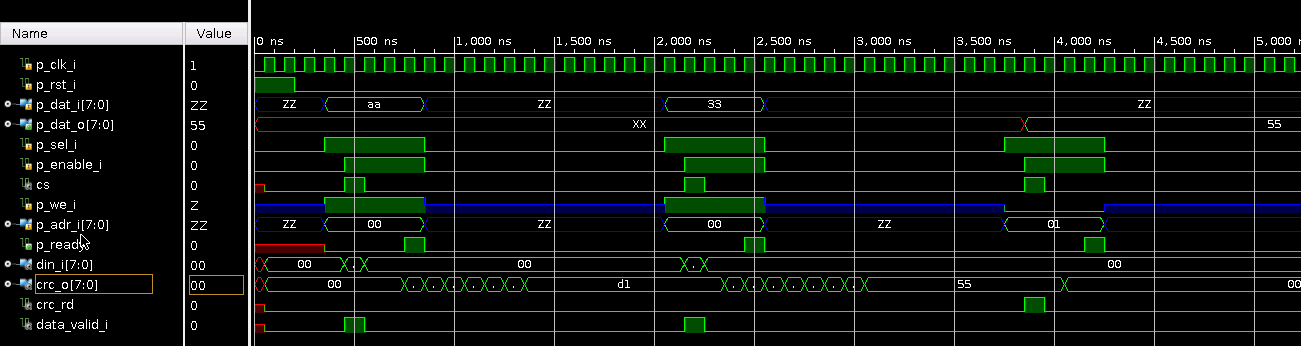 Name Value
0 ns 500 ns 1,000 ns 1,500 ns 2,000 ns 2,500 ns 3,000 ns 3,500 ns 4,000 ns 4,500 ns 5,000 ns
p_clk_i 1
p_rst_i 0
p_dat_i[7:0] ZZ ZZ aa ZZ 33 ZZ
p_dat_o[7:0] 55 XX 55
p_sel_i 0
p_enable_i 0
cs 0
p_we_i Z
p_adr_i[7:0] ZZ ZZ 00 ZZ 00 ZZ 01
p_ready 0
din_i[7:0] 00 00 . 00 . 00
crc_o[7:0] 00 00 . . . . . . d1 . . . . . . . 55 00
crc_rd 0
data_valid_i 0